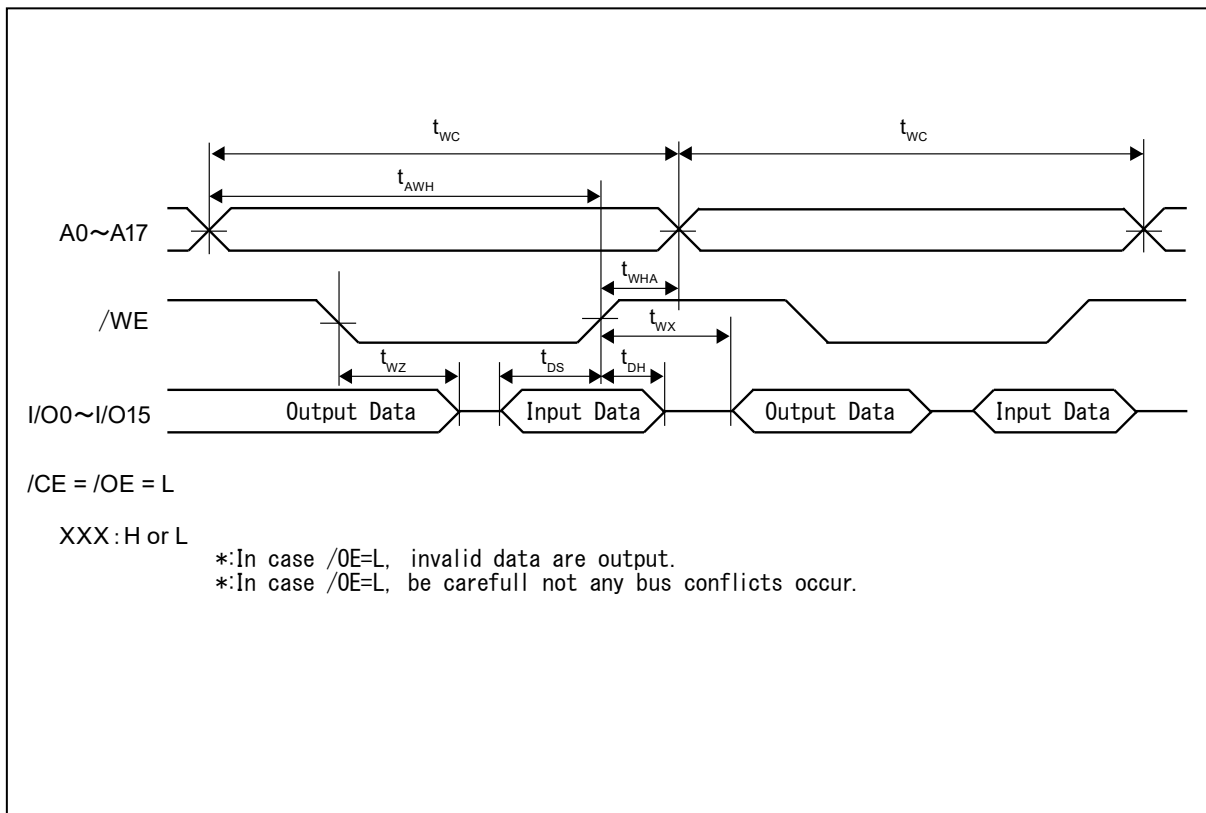 tWC tWC
tAWH
A0～A17
tWHA
/WE
tWX
tWZ tDS tDH
I/O0～I/O15 Output Data Input Data Output Data Input Data
/CE = /OE = L
XXX : H or L
*:In case /OE=L, invalid data are output.
*:In case /OE=L, be carefull not any bus conflicts occur.